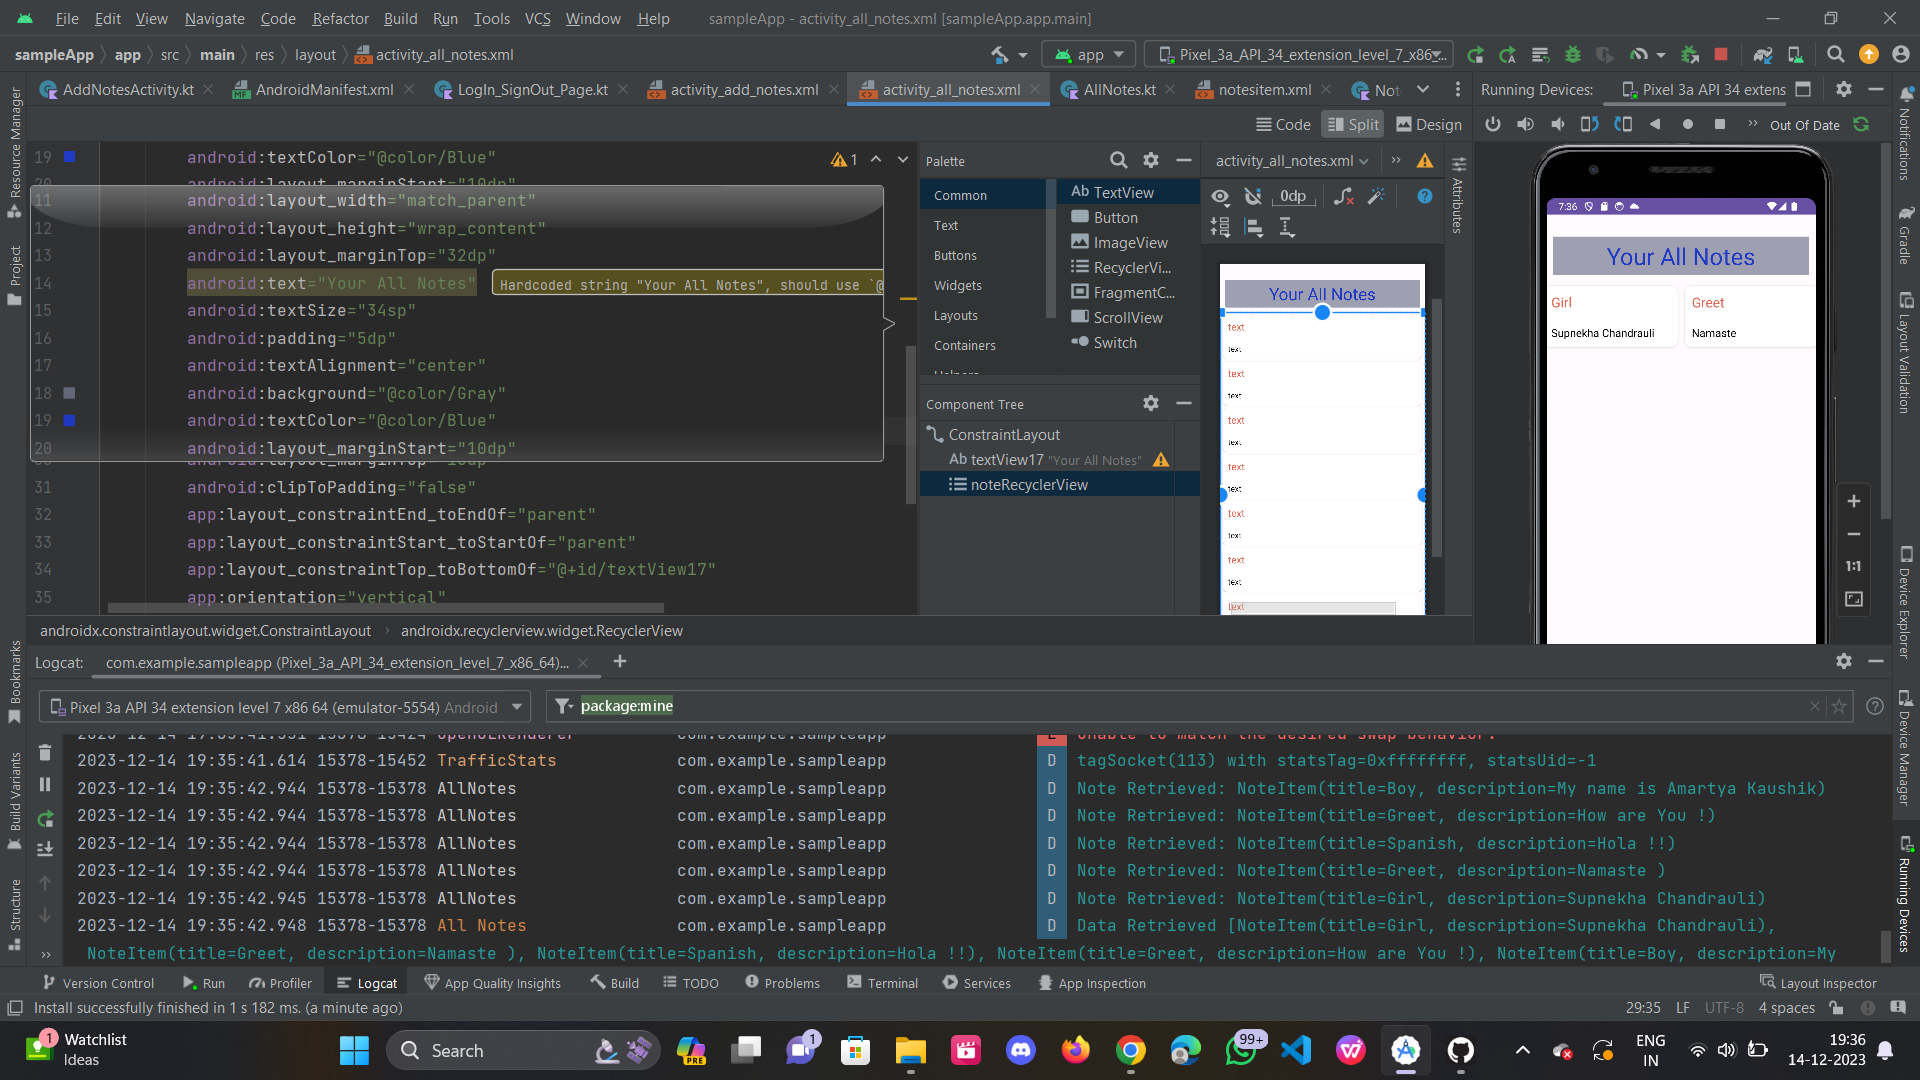 File Edit View Navigate Code Refactor Build Run Tools VCS Window Help sampleApp - activity_all_notes.xml [sampleApp.app.main]
sampleApp app src main res layout activity_all_notes.xml app Pixel_3a_API_34_extension_level_7_x86...
AddNotesActivity.kt AndroidManifest.xml LogIn_SignOut_Page.kt activity_add_notes.xml activity_all_notes.xml AllNotes.kt notesitem.xml Not Running Devices: Pixel 3a API 34 extens
Code Split Design Out Of Date
19 android:textColor="@color/Blue" 1
20 android:layout_marginStart="10dp"
11 android:layout_width="match_parent"
12 android:layout_height="wrap_content"
13 android:layout_marginTop="32dp"
14 android:text="Your All Notes" Hardcoded string "Your All Notes", should use `@
15 android:textSize="34sp"
16 android:padding="5dp"
17 android:textAlignment="center"
18 android:background="@color/Gray"
19 android:textColor="@color/Blue"
20 android:layout_marginStart="10dp"
31 android:clipToPadding="false"
32 app:layout_constraintEnd_toEndOf="parent"
33 app:layout_constraintStart_toStartOf="parent"
34 app:layout_constraintTop_toBottomOf="@+id/textView17"
35 app:orientation="vertical"
androidx.constraintlayout.widget.ConstraintLayout androidx.recyclerview.widget.RecyclerView
Palette
Common
Text
Buttons
Widgets
Layouts
Containers
Helpers
Ab TextView
Button
ImageView
RecyclerVi...
FragmentC...
ScrollView
Switch
Component Tree
ConstraintLayout
Ab textView17 "Your All Notes"
noteRecyclerView
activity_all_notes.xml
0dp
Your All Notes
text
text
text
text
text
text
text
text
text
text
text
text
text
Attributes
7:36
Your All Notes
Girl
Supnekha Chandrauli
Greet
Namaste
1:1
Resource Manager
Project
Bookmarks
Build Variants
Structure
Notifications
Gradle
Layout Validation
Device Explorer
Device Manager
Running Devices
Logcat: com.example.sampleapp (Pixel_3a_API_34_extension_level_7_x86_64)...
Pixel 3a API 34 extension level 7 x86 64 (emulator-5554) Android package:mine
2023-12-14 19:35:41.614 15378-15452 TrafficStats com.example.sampleapp D tagSocket(113) with statsTag=0xffffffff, statsUid=-1
2023-12-14 19:35:42.944 15378-15378 AllNotes com.example.sampleapp D Note Retrieved: NoteItem(title=Boy, description=My name is Amartya Kaushik)
2023-12-14 19:35:42.944 15378-15378 AllNotes com.example.sampleapp D Note Retrieved: NoteItem(title=Greet, description=How are You !)
2023-12-14 19:35:42.944 15378-15378 AllNotes com.example.sampleapp D Note Retrieved: NoteItem(title=Spanish, description=Hola !!)
2023-12-14 19:35:42.944 15378-15378 AllNotes com.example.sampleapp D Note Retrieved: NoteItem(title=Greet, description=Namaste )
2023-12-14 19:35:42.945 15378-15378 AllNotes com.example.sampleapp D Note Retrieved: NoteItem(title=Girl, description=Supnekha Chandrauli)
2023-12-14 19:35:42.948 15378-15378 All Notes com.example.sampleapp D Data Retrieved [NoteItem(title=Girl, description=Supnekha Chandrauli),
NoteItem(title=Greet, description=Namaste ), NoteItem(title=Spanish, description=Hola !!), NoteItem(title=Greet, description=How are You !), NoteItem(title=Boy, description=My
Version Control Run Profiler Logcat App Quality Insights Build TODO Problems Terminal Services App Inspection Layout Inspector
Install successfully finished in 1 s 182 ms. (a minute ago) 29:35 LF UTF-8 4 spaces
1 Watchlist
Ideas
Search
PRE
1
99+
ENG
IN
19:36
14-12-2023